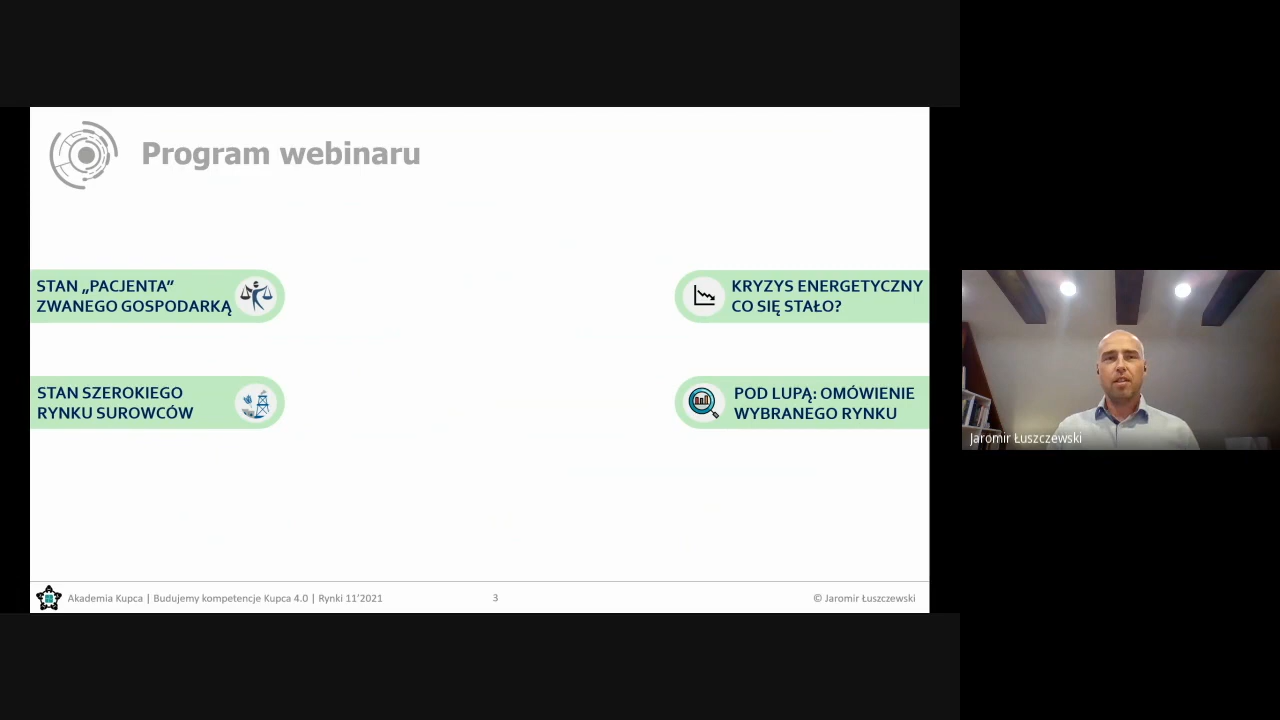 Program webinaru
STAN „PACJENTA”
ZWANEGO GOSPODARKĄ
KRYZYS ENERGETYCZNY
CO SIĘ STAŁO?
STAN SZEROKIEGO
RYNKU SUROWCÓW
POD LUPĄ: OMÓWIENIE
WYBRANEGO RYNKU
Jaromir Łuszczewski
Akademia Kupca | Budujemy kompetencje Kupca 4.0 | Rynki 11’2021
3
© Jaromir Łuszczewski